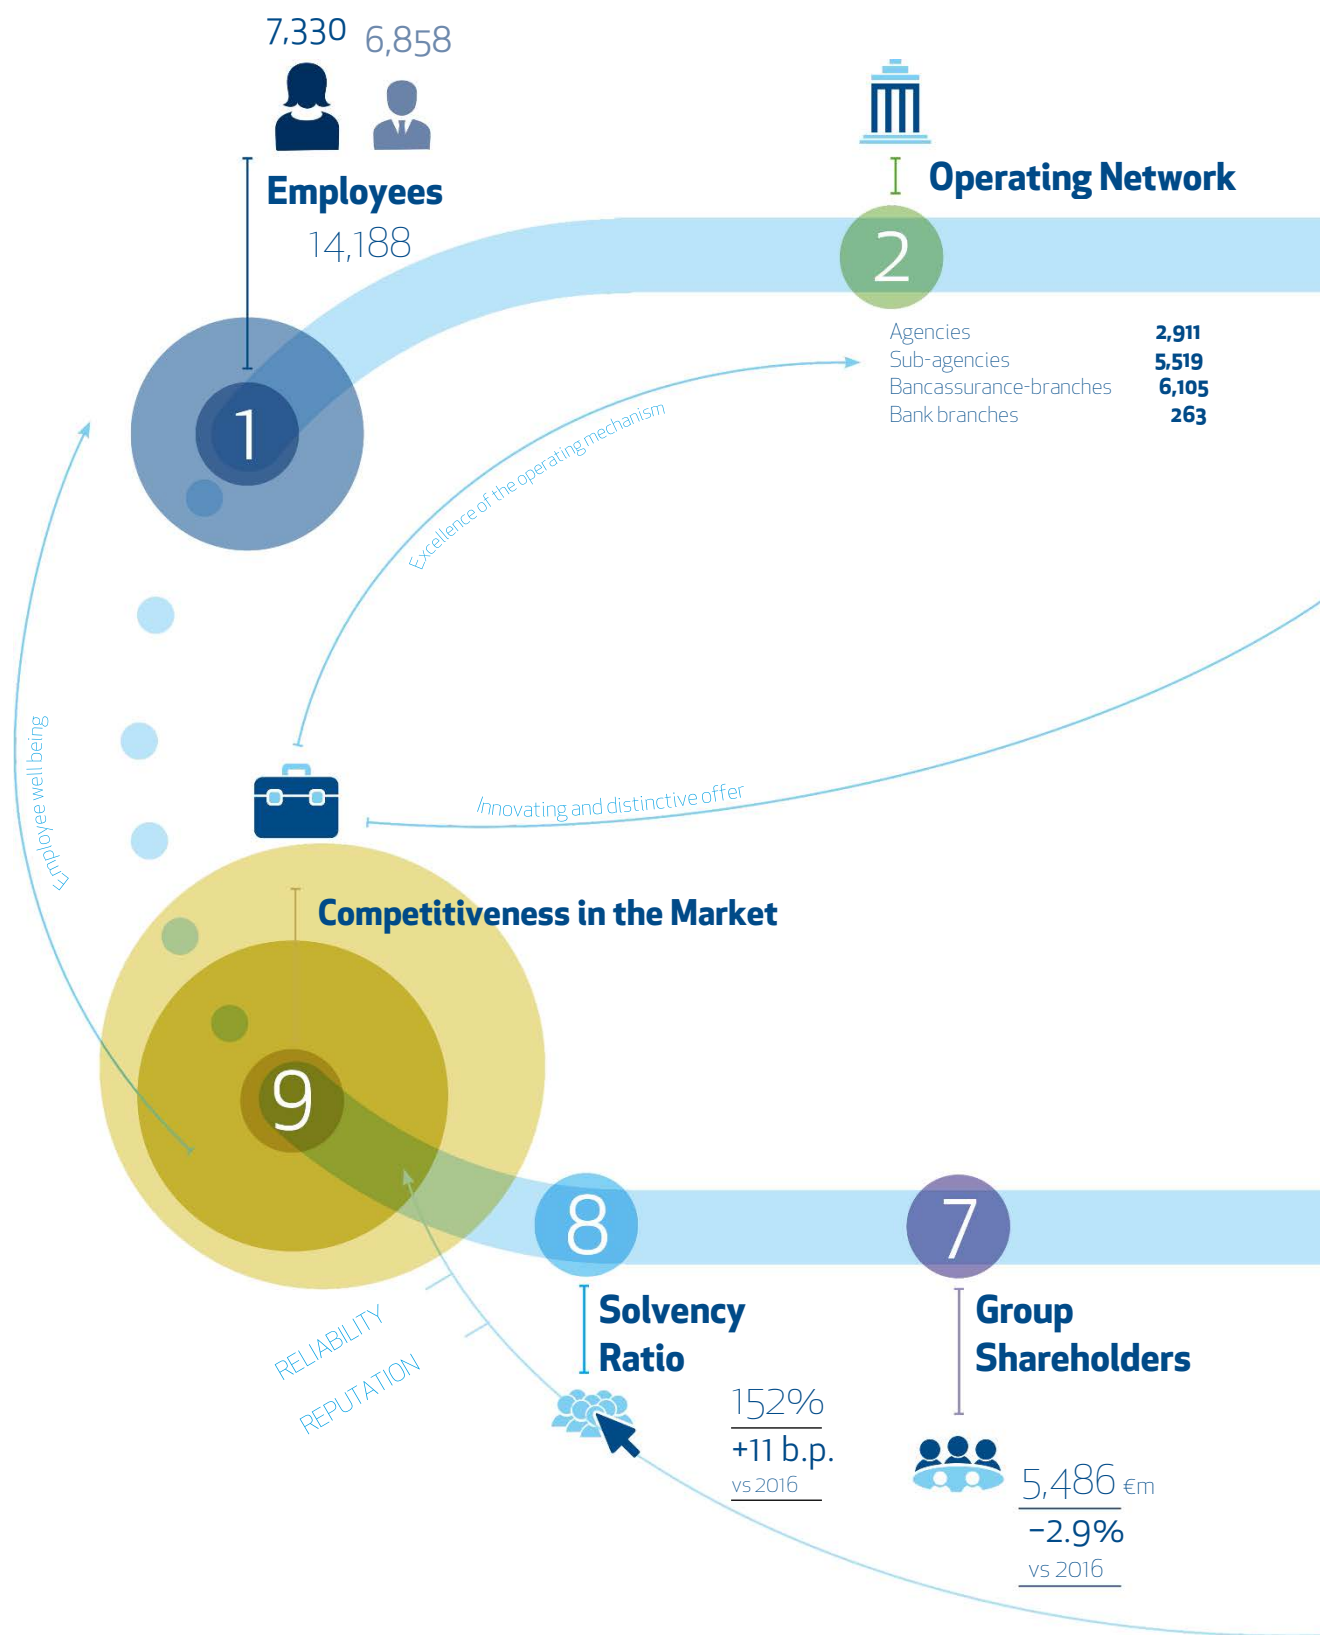 7,330 6,858
Employees
14,188
1
Operating Network
2
Agencies 2,911
Sub-agencies 5,519
Bancassurance-branches 6,105
Bank branches 263
Excellence of the operating mechanism
Employee well being
Innovating and distinctive offer
Competitiveness in the Market
9
8
7
RELIABILITY
REPUTATION
Solvency
Ratio
152%
+11 b.p.
vs 2016
Group
Shareholders
5,486 €m
−2.9%
vs 2016